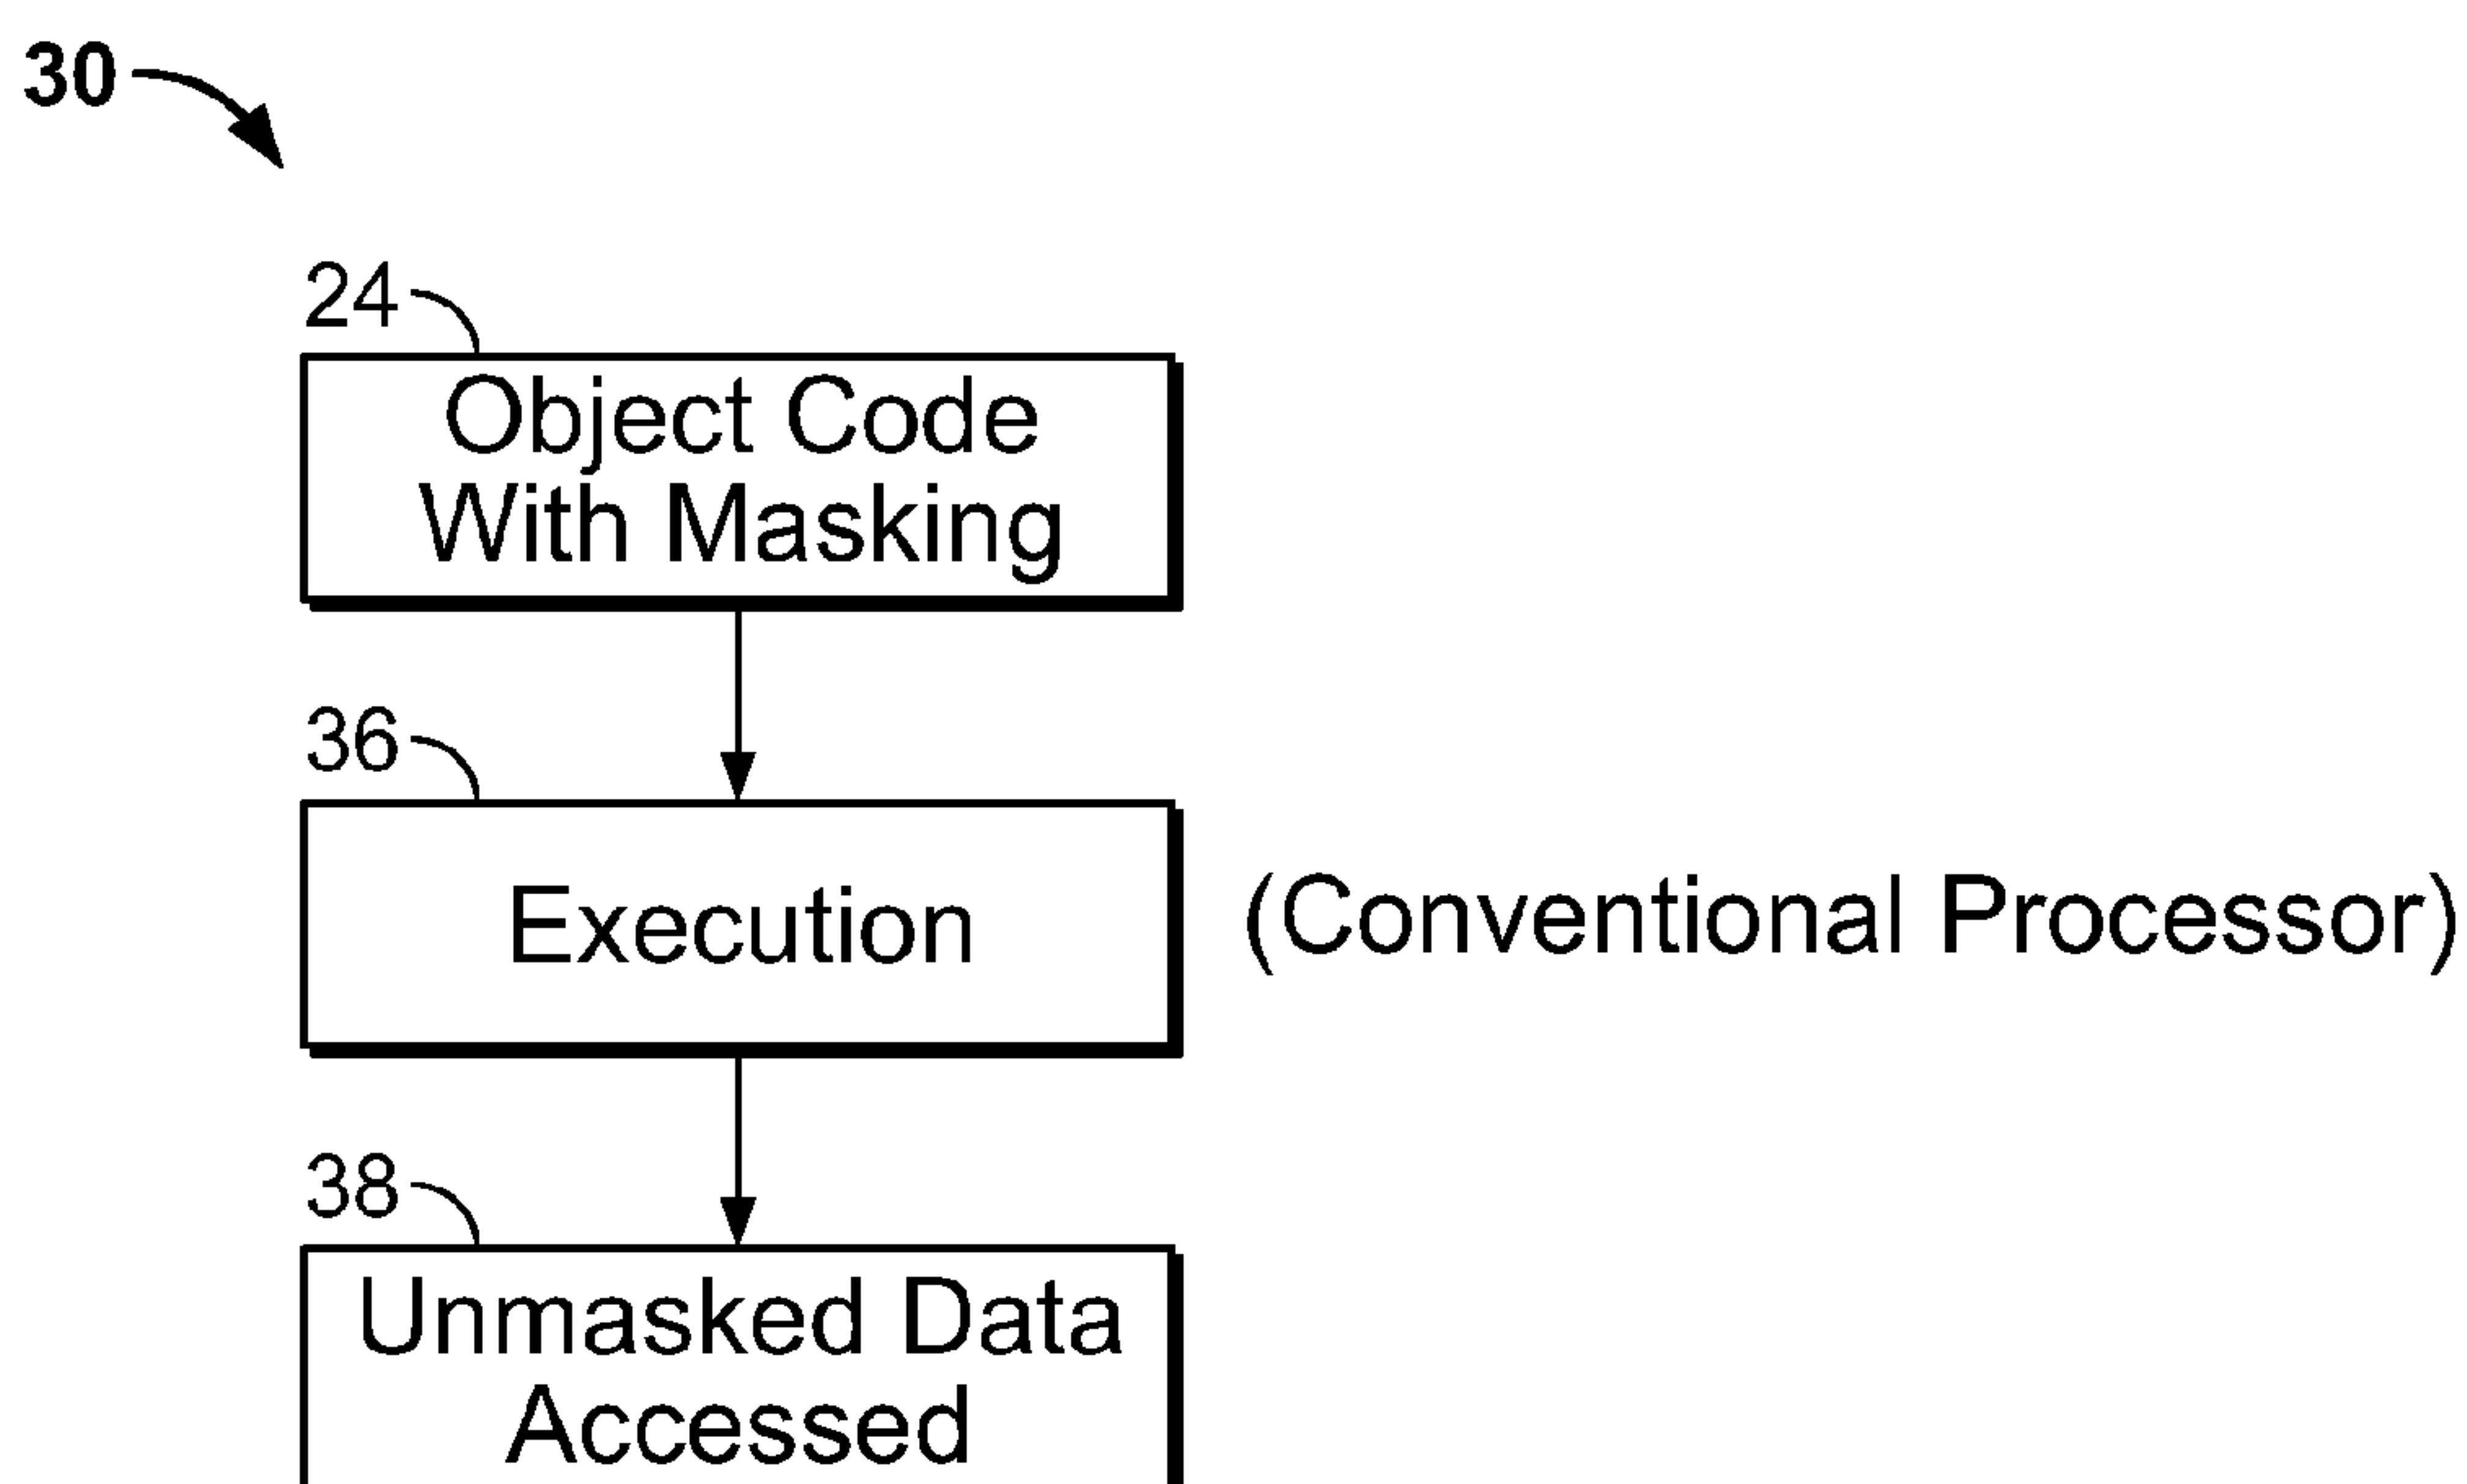 30
24
Object Code
With Masking
36
Execution
(Conventional Processor)
38
Unmasked Data
Accessed